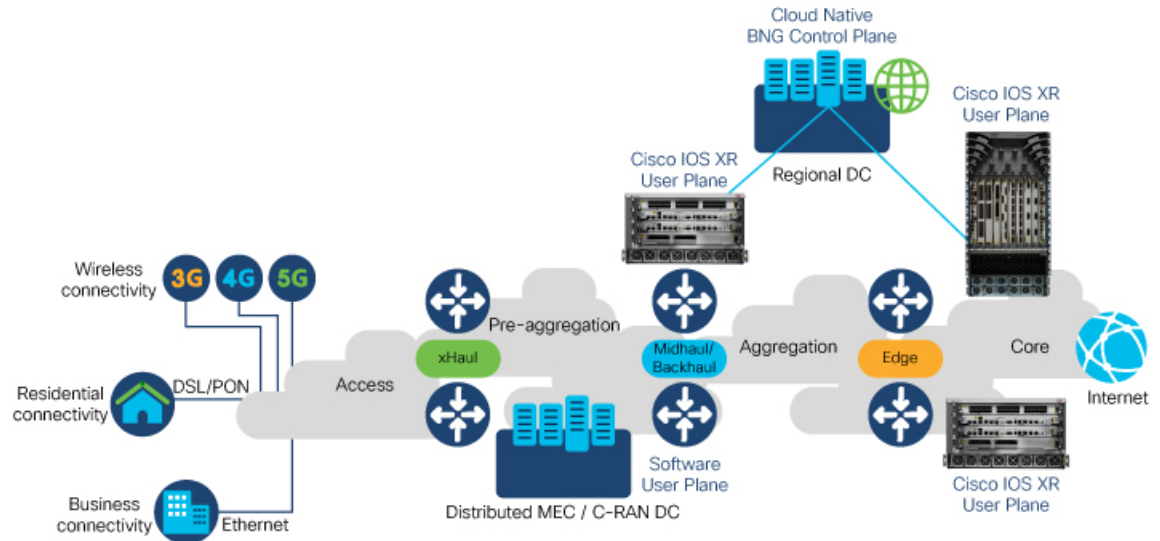 Cloud Native
BNG Control Plane
Cisco IOS XR
User Plane
Cisco IOS XR
User Plane
Regional DC
Wireless
connectivity
3G
4G
5G
Pre-aggregation
xHaul
Midhaul/
Backhaul
Aggregation
Edge
Core
Access
DSL/PON
Residential
connectivity
Internet
Software
User Plane
Cisco IOS XR
User Plane
Business
connectivity
Ethernet
Distributed MEC / C-RAN DC